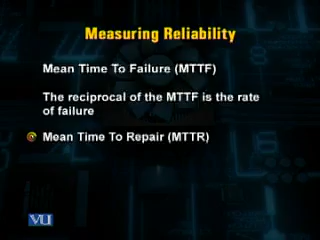 Measuring Reliability
Mean Time To Failure (MTTF)
The reciprocal of the MTTF is the rate
of failure
Mean Time To Repair (MTTR)
VU